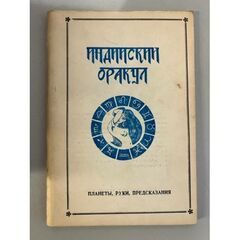 ИНДИЙСКИЙ
ОРАКУЛ
ПЛАНЕТЫ, РУКИ, ПРЕДСКАЗАНИЯ